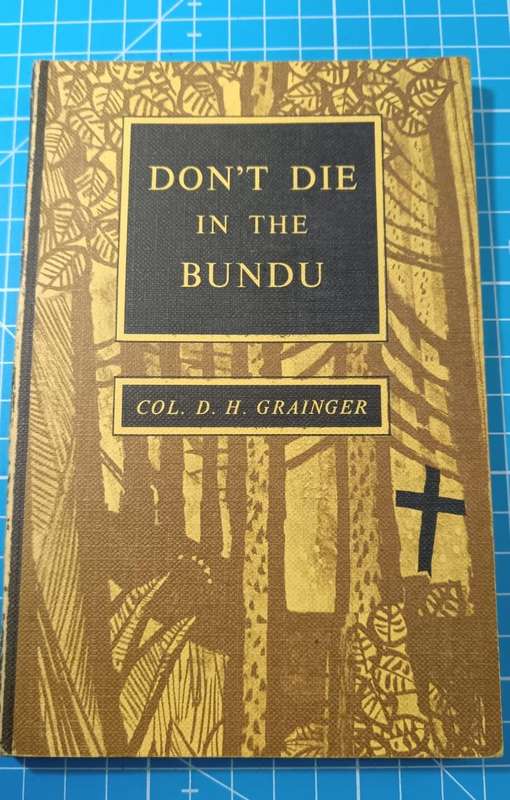 DON'T DIE
IN THE
BUNDU
COL. D. H. GRAINGER